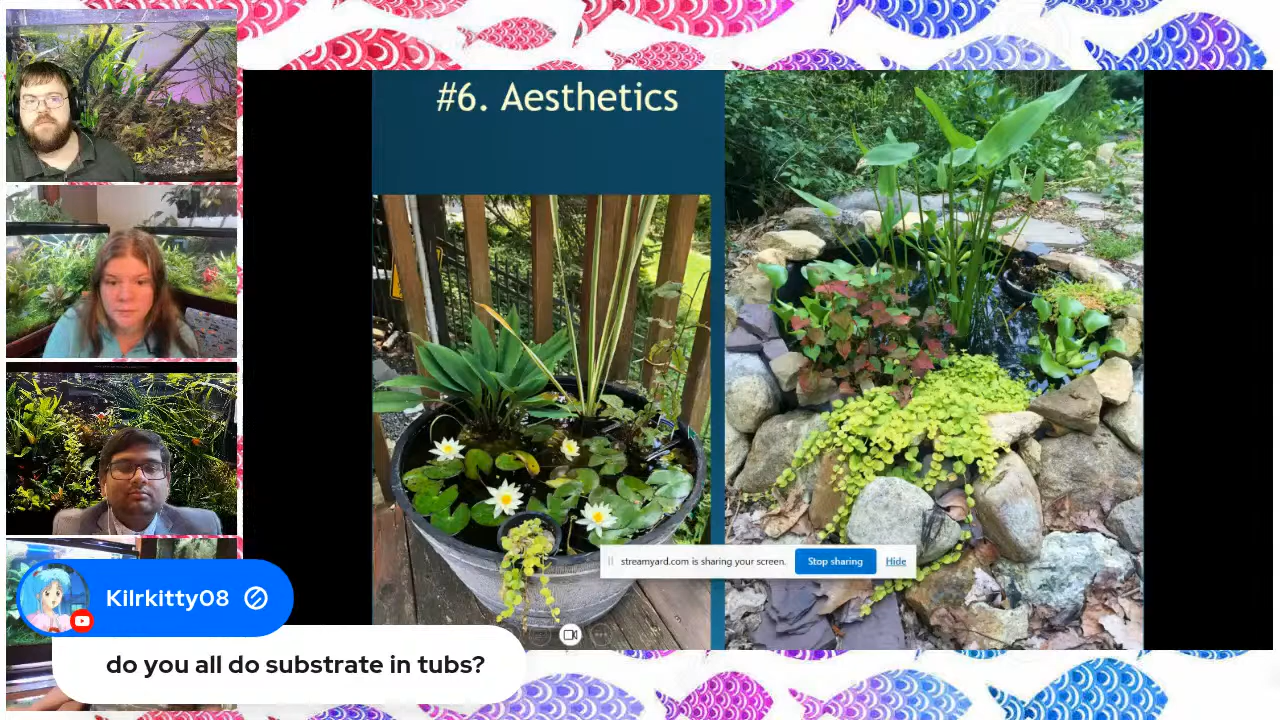 #6. Aesthetics
streamyard.com is sharing your screen.
Stop sharing
Hide
Kilrkitty08
do you all do substrate in tubs?